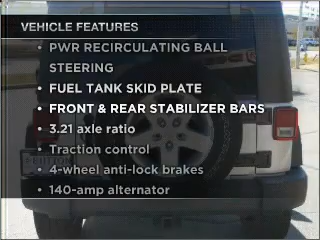 VEHICLE FEATURES
• PWR RECIRCULATING BALL
STEERING
• FUEL TANK SKID PLATE
• FRONT & REAR STABILIZER BARS
• 3.21 axle ratio
• Traction control
• 4-wheel anti-lock brakes
• 140-amp alternator